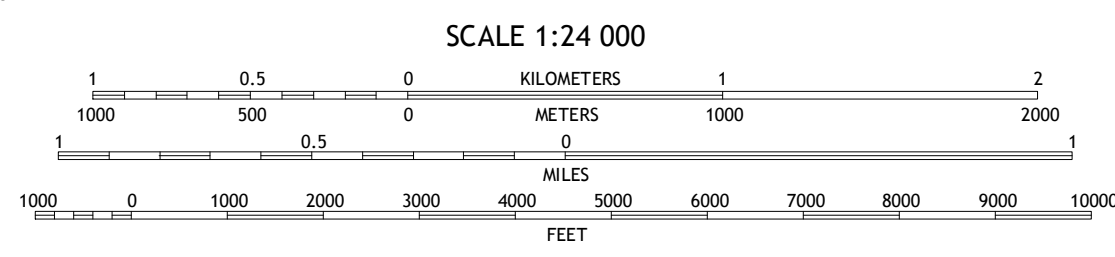 SCALE 1:24 000
1 0.5 0 KILOMETERS 1 2
1000 500 0 METERS 1000 2000
1 0.5 0 1
MILES
1000 0 1000 2000 3000 4000 5000 6000 7000 8000 9000 10000
FEET